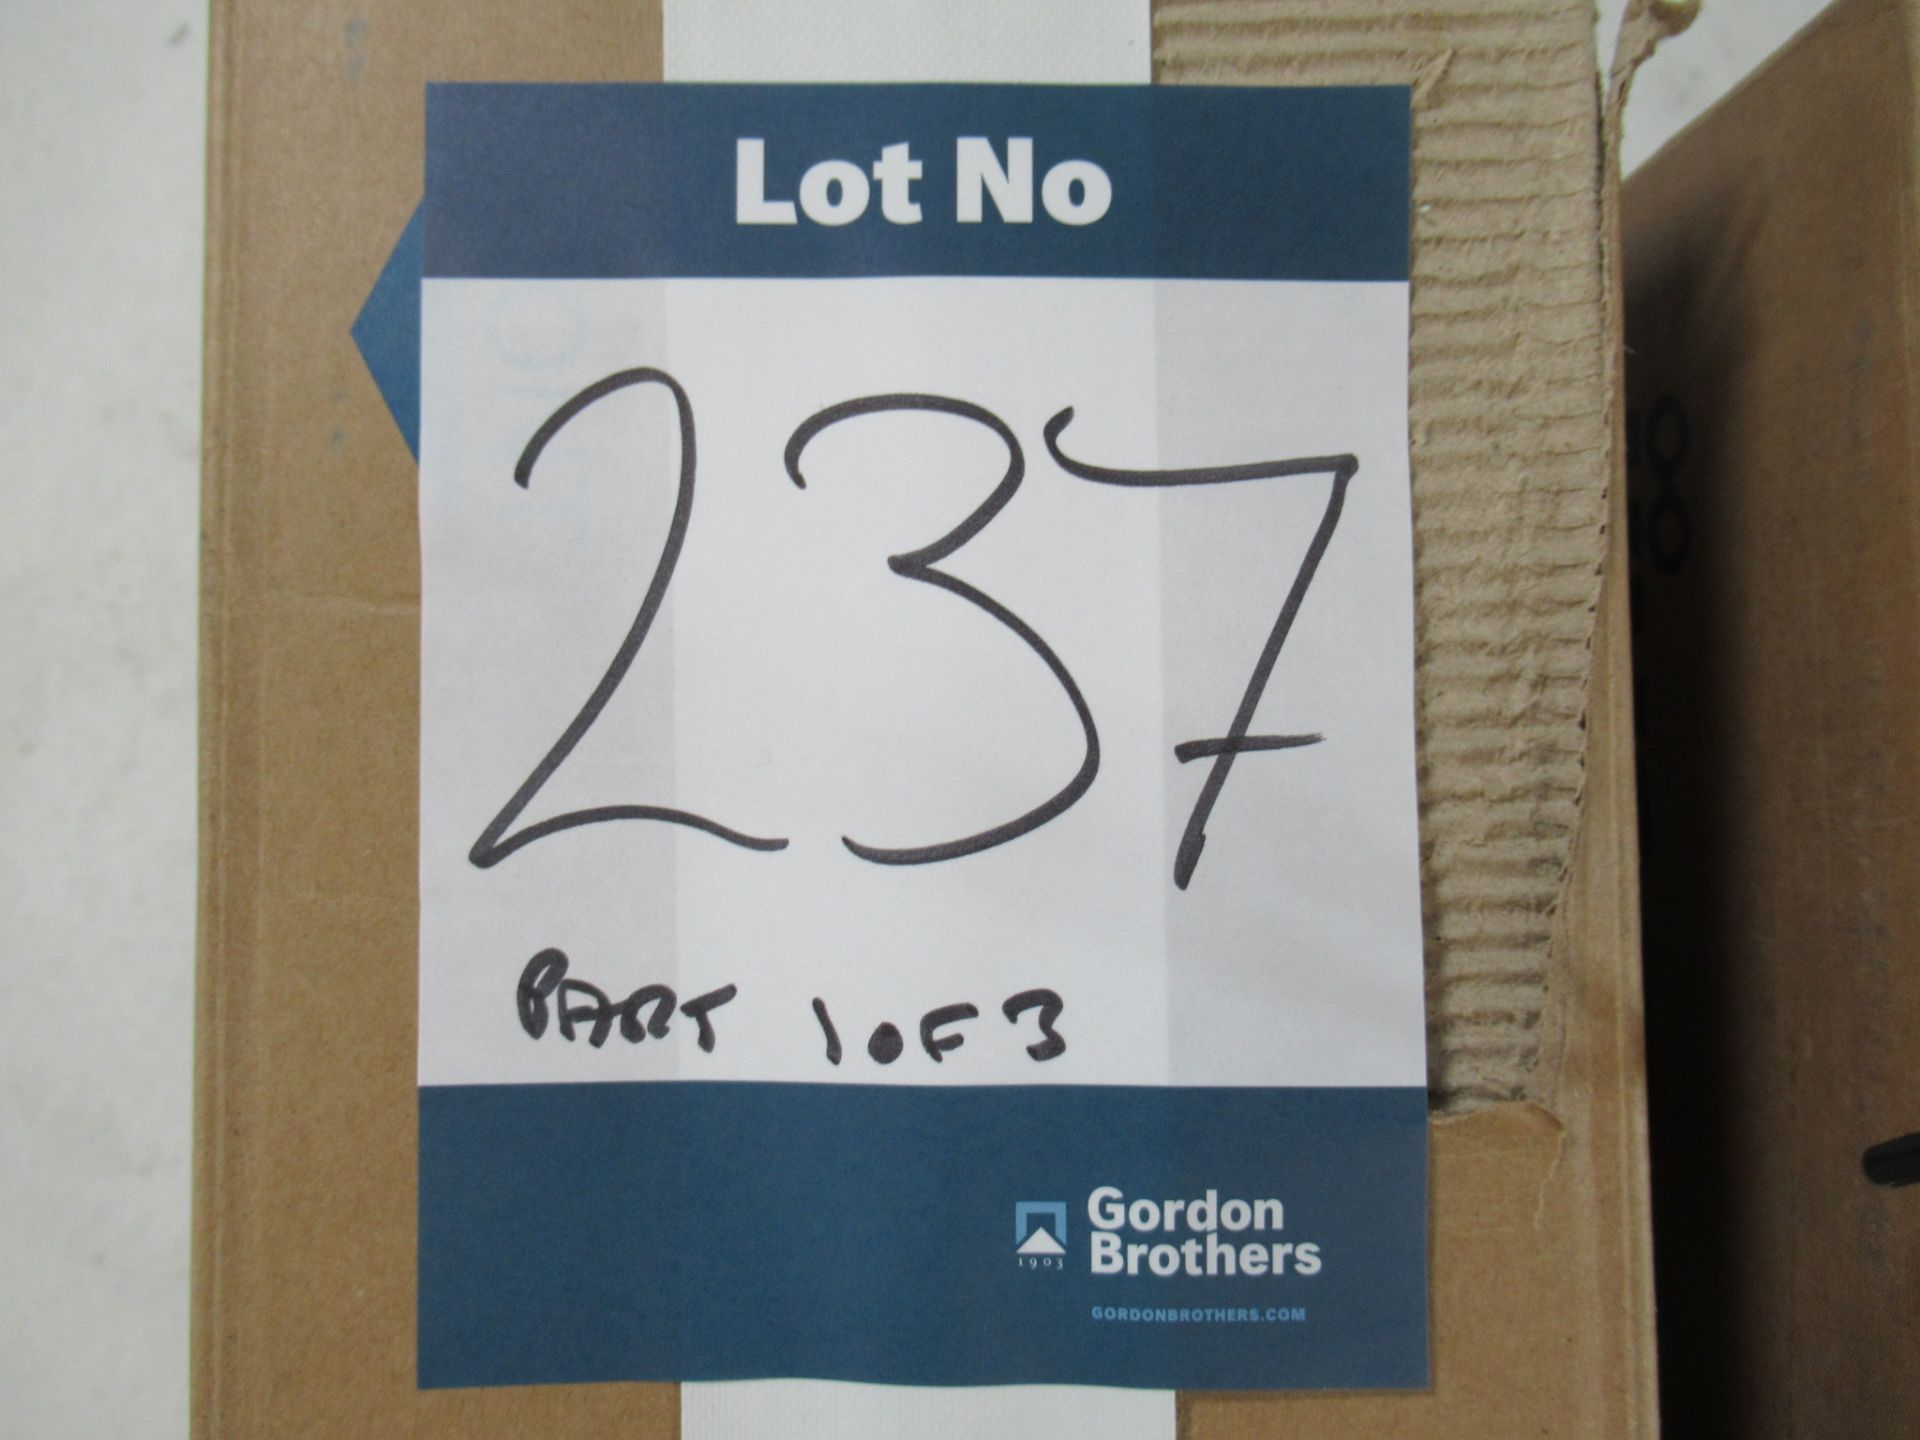 Lot No
237
PART 1 OF 3
Gordon
Brothers
1903
GORDONBROTHERS.COM